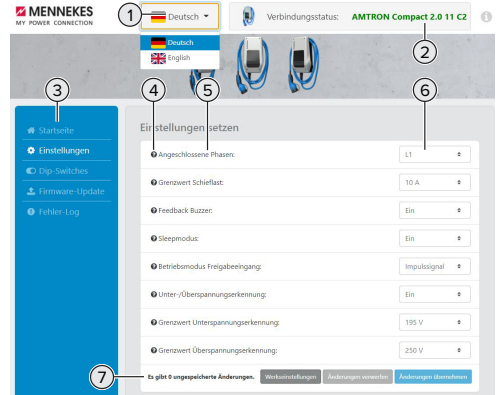 MENNEKES
MY POWER CONNECTION
1
Deutsch
Verbindungsstatus: AMTRON Compact 2.0 11 C2
2
Deutsch
English
3
4
5
6
Startseite
Einstellungen
Dip-Switches
Firmware-Update
Fehler-Log
Einstellungen setzen
Angeschlossene Phasen: L1
Grenzwert Schieflast: 10 A
Feedback Buzzer: Ein
Sleepmodus: Ein
Betriebsmodus Freigabeeingang: Impulssignal
Unter-/Überspannungserkennung: Ein
Grenzwert Unterspannungserkennung: 195 V
Grenzwert Überspannungserkennung: 250 V
7
Es gibt 0 ungespeicherte Änderungen. Werkseinstellungen Änderungen verwerfen Änderungen übernehmen